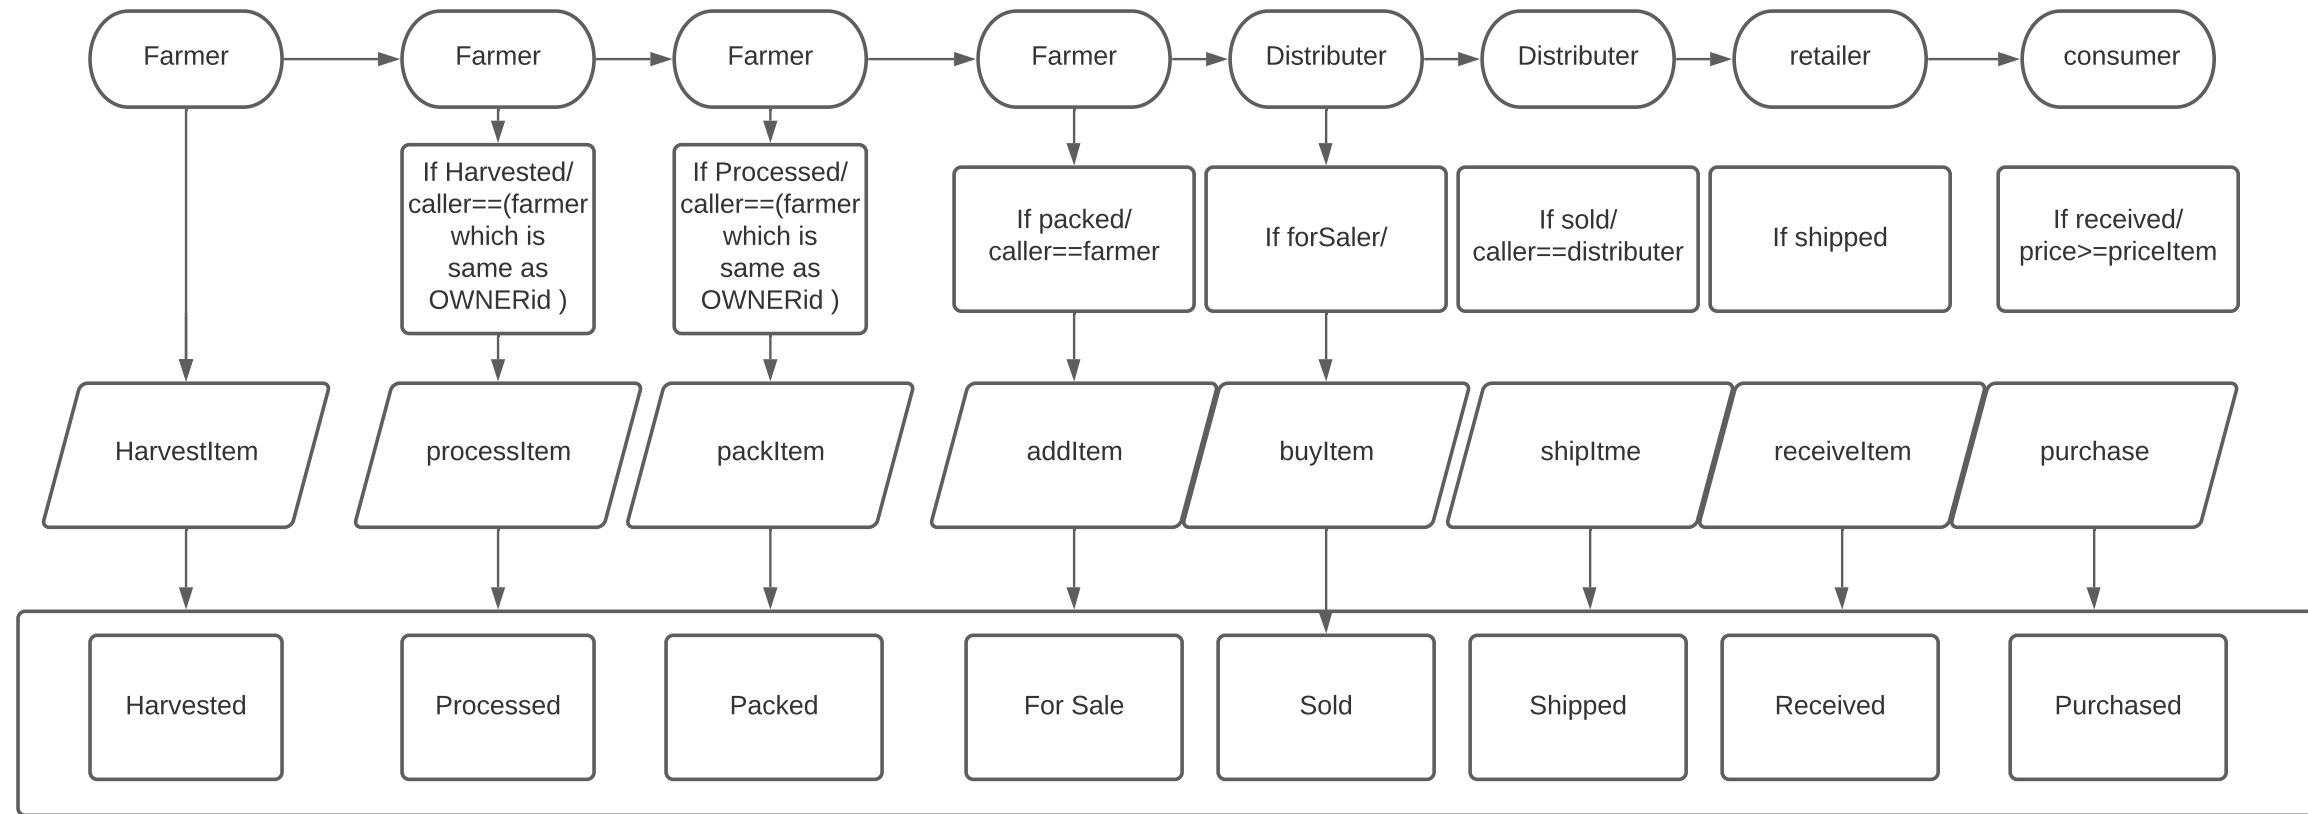 Farmer
Farmer
Farmer
Farmer
Distributer
Distributer
retailer
consumer
If Harvested/
caller==(farmer
which is
same as
OWNERid )
If Processed/
caller==(farmer
which is
same as
OWNERid )
If packed/
caller==farmer
If forSaler/
If sold/
caller==distributer
If shipped
If received/
price>=priceItem
HarvestItem
processItem
packItem
addItem
buyItem
shipItme
receiveItem
purchase
Harvested
Processed
Packed
For Sale
Sold
Shipped
Received
Purchased